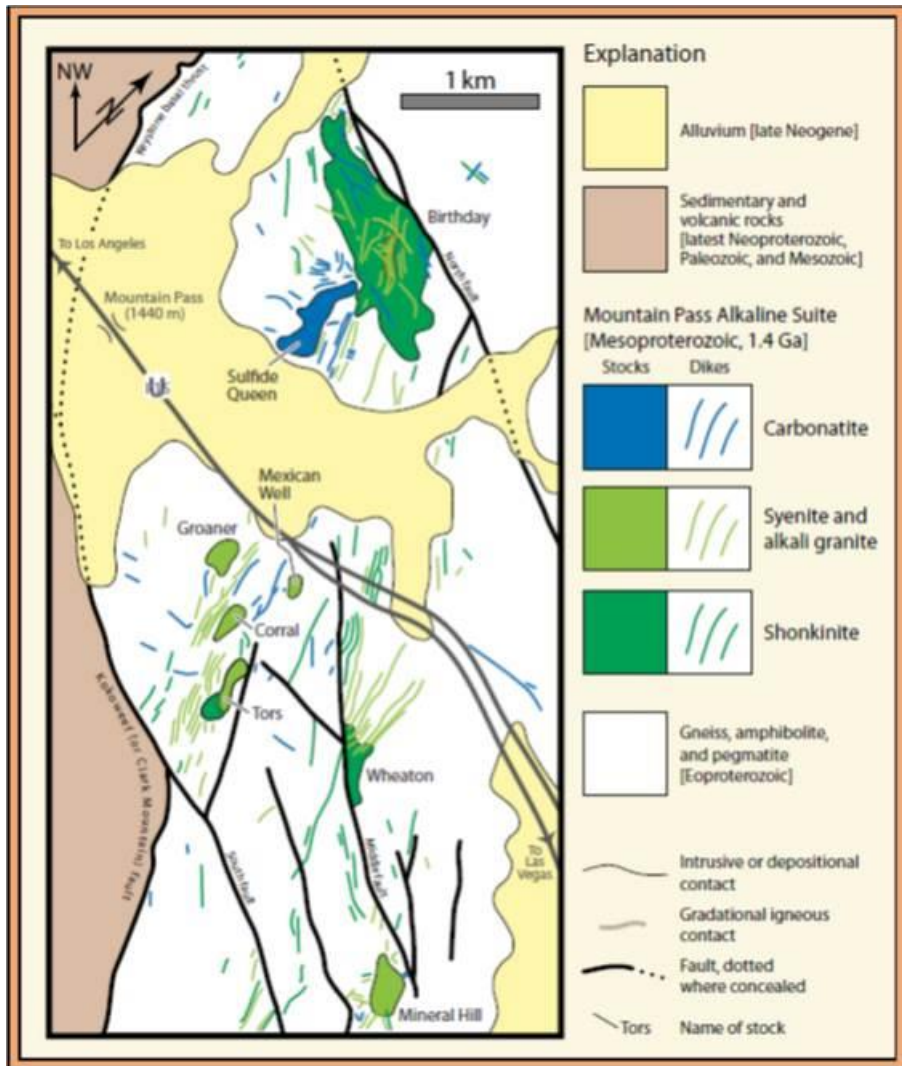 NW
N
1 km
Keystone basal thrust
Birthday
To Los Angeles
Mountain Pass
(1440 m)
North fault
Sulfide
Queen
Mexican
Well
Groaner
Corral
Tors
Wheaton
South fault
Middle fault
To
Las
Vegas
Mineral Hill
Explanation
Alluvium [late Neogene]
Sedimentary and
volcanic rocks
[latest Neoproterozoic,
Paleozoic, and Mesozoic]
Mountain Pass Alkaline Suite
[Mesoproterozoic, 1.4 Ga]
Stocks Dikes
Carbonatite
Syenite and
alkali granite
Shonkinite
Gneiss, amphibolite,
and pegmatite
[Eoproterozoic]
Intrusive or depositional
contact
Gradational igneous
contact
Fault, dotted
where concealed
Tors Name of stock